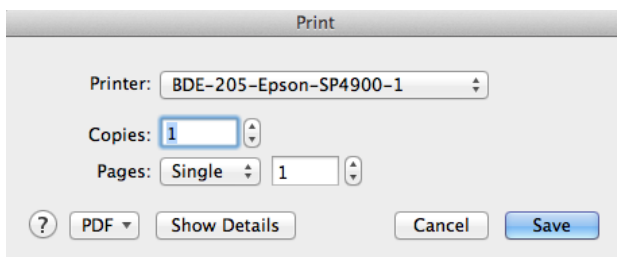 Print
Printer: BDE-205-Epson-SP4900-1
Copies: 1
Pages: Single 1
? PDF Show Details Cancel Save